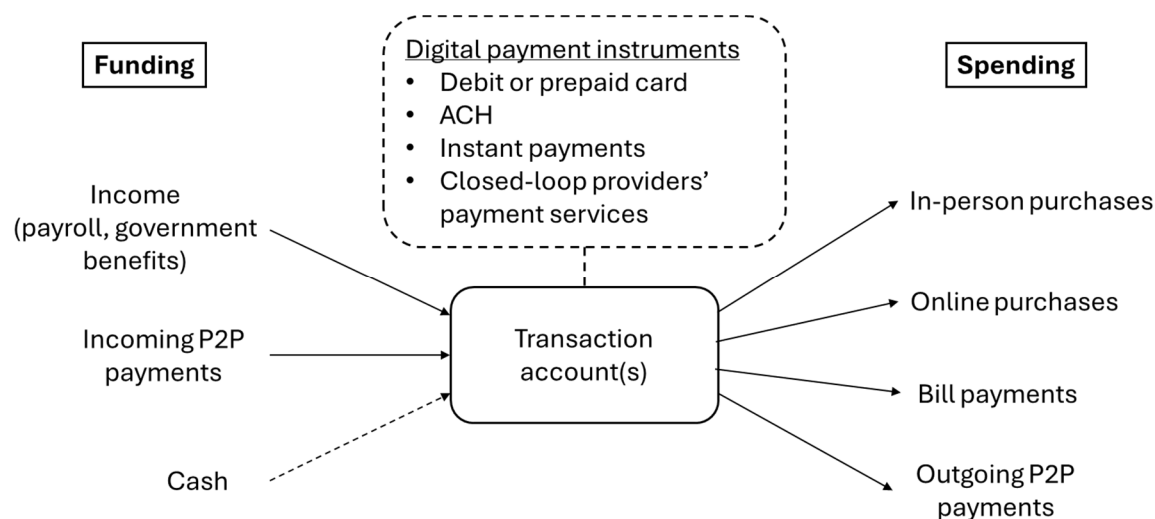 Funding
Digital payment instruments
• Debit or prepaid card
• ACH
• Instant payments
• Closed-loop providers’
payment services
Spending
Income
(payroll, government
benefits)
Incoming P2P
payments
Cash
Transaction
account(s)
In-person purchases
Online purchases
Bill payments
Outgoing P2P
payments